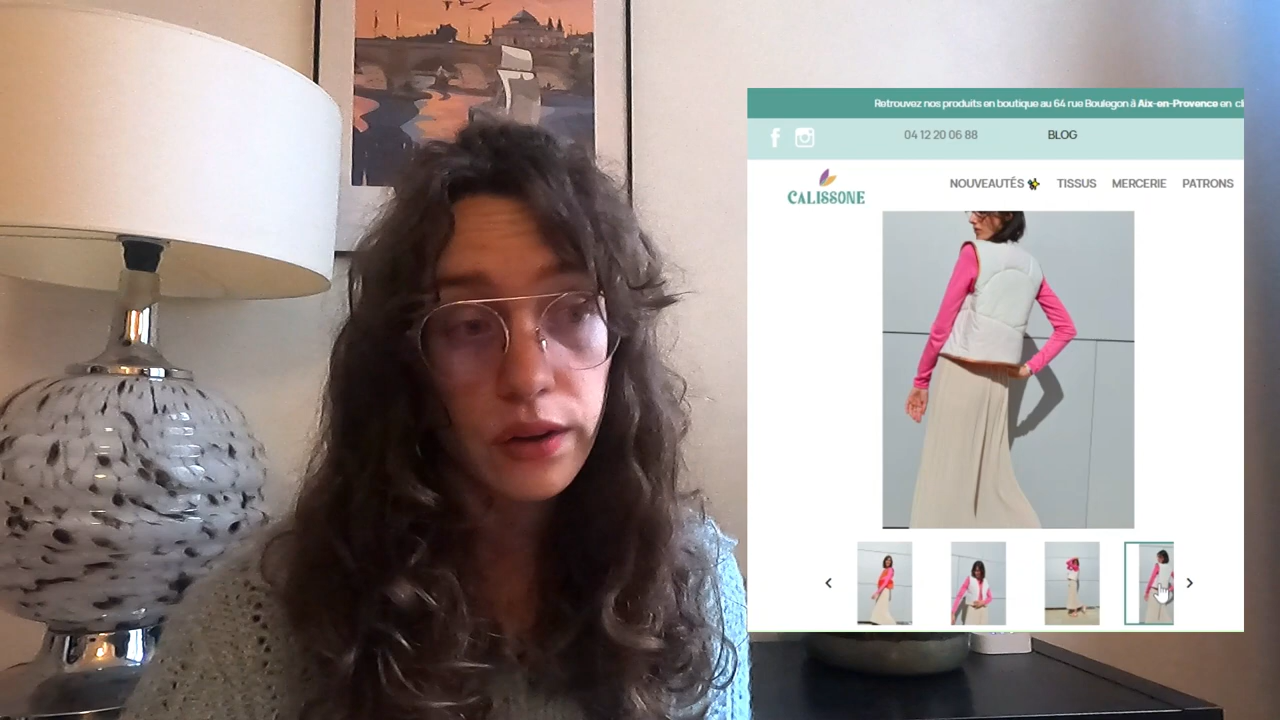 Retrouvez nos produits en boutique au 64 rue Boulegon à Aix-en-Provence en cl
04 12 20 06 88
BLOG
CALISSONE
NOUVEAUTÉS
TISSUS
MERCERIE
PATRONS